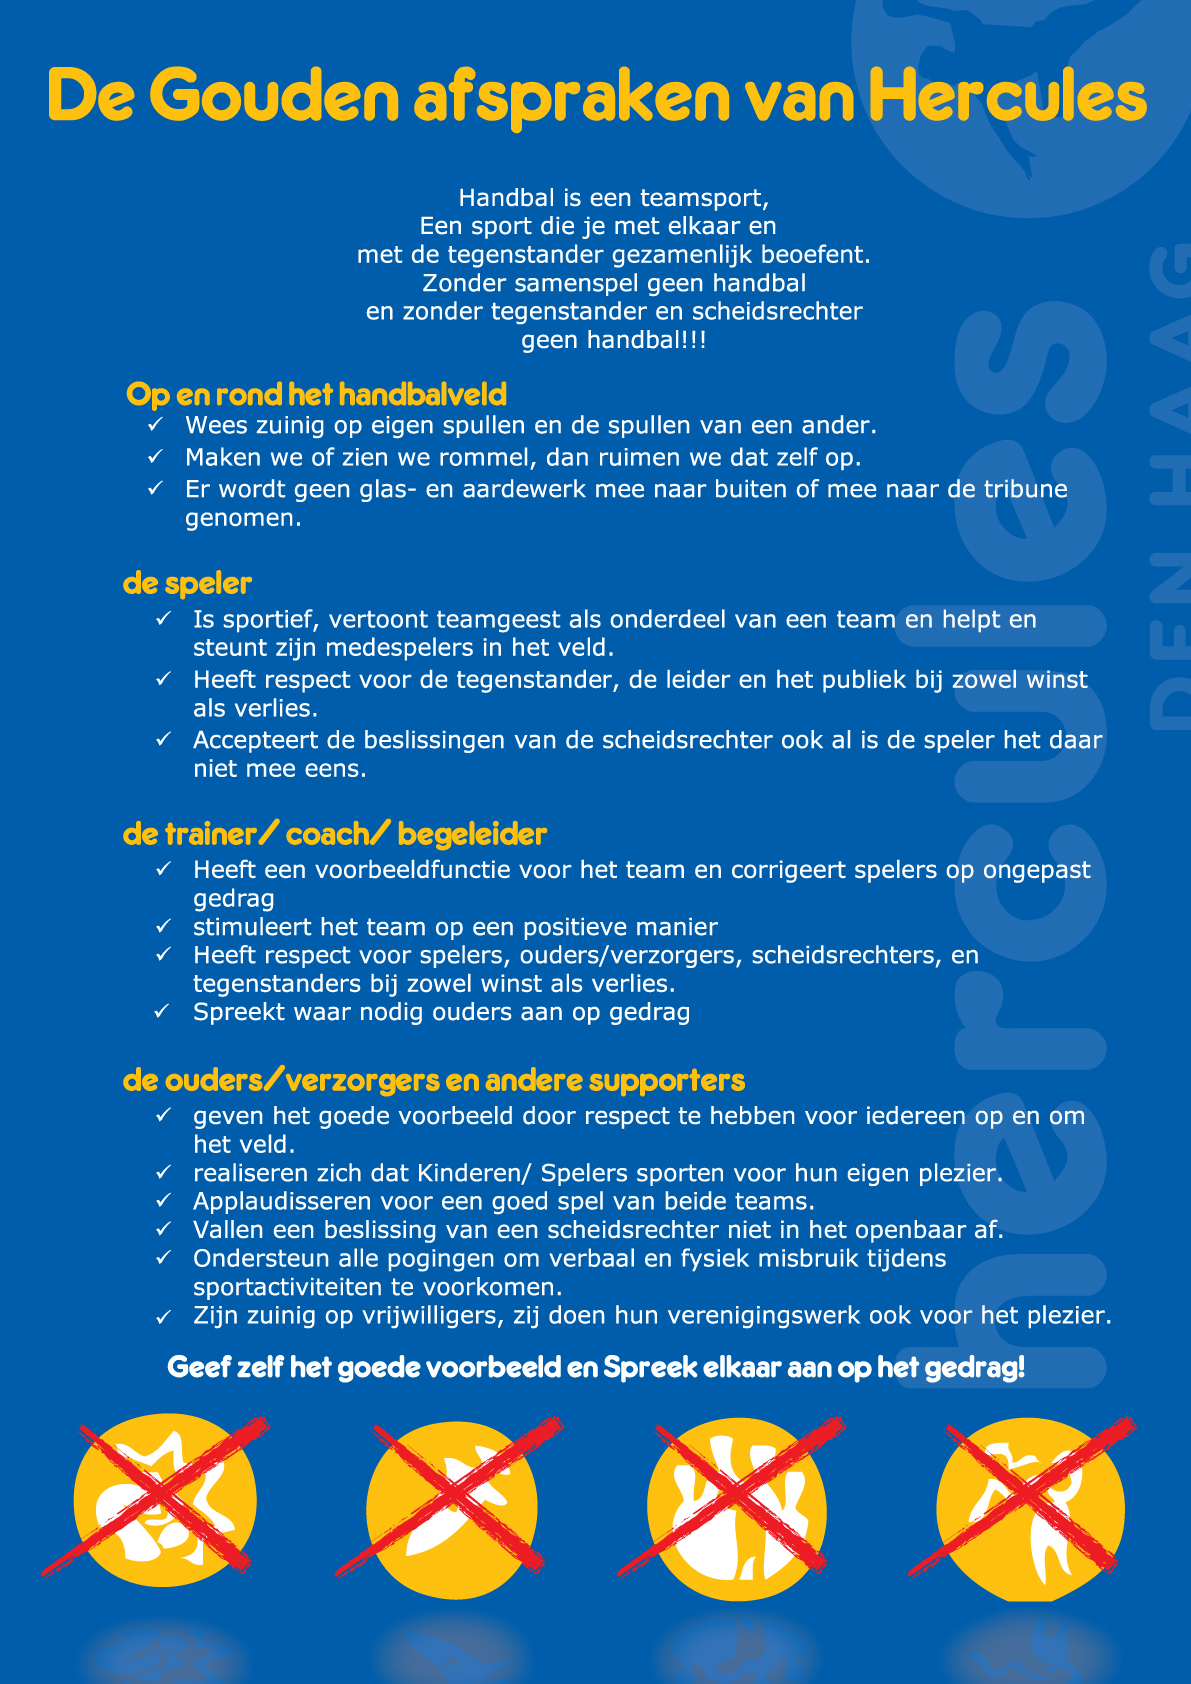 De Gouden afspraken van Hercules
Handbal is een teamsport,
Een sport die je met elkaar en
met de tegenstander gezamenlijk beoefent.
Zonder samenspel geen handbal
en zonder tegenstander en scheidsrechter
geen handbal!!!
Op en rond het handbalveld
✓ Wees zuinig op eigen spullen en de spullen van een ander.
✓ Maken we of zien we rommel, dan ruimen we dat zelf op.
✓ Er wordt geen glas- en aardewerk mee naar buiten of mee naar de tribune
genomen.
de speler
✓ Is sportief, vertoont teamgeest als onderdeel van een team en helpt en
steunt zijn medespelers in het veld.
✓ Heeft respect voor de tegenstander, de leider en het publiek bij zowel winst
als verlies.
✓ Accepteert de beslissingen van de scheidsrechter ook al is de speler het daar
niet mee eens.
de trainer/ coach/ begeleider
✓ Heeft een voorbeeldfunctie voor het team en corrigeert spelers op ongepast
gedrag
✓ stimuleert het team op een positieve manier
✓ Heeft respect voor spelers, ouders/verzorgers, scheidsrechters, en
tegenstanders bij zowel winst als verlies.
✓ Spreekt waar nodig ouders aan op gedrag
de ouders/verzorgers en andere supporters
✓ geven het goede voorbeeld door respect te hebben voor iedereen op en om
het veld.
✓ realiseren zich dat Kinderen/ Spelers sporten voor hun eigen plezier.
✓ Applaudisseren voor een goed spel van beide teams.
✓ Vallen een beslissing van een scheidsrechter niet in het openbaar af.
✓ Ondersteun alle pogingen om verbaal en fysiek misbruik tijdens
sportactiviteiten te voorkomen.
✓ Zijn zuinig op vrijwilligers, zij doen hun verenigingswerk ook voor het plezier.
Geef zelf het goede voorbeeld en Spreek elkaar aan op het gedrag!
hercules
DEN HAAG